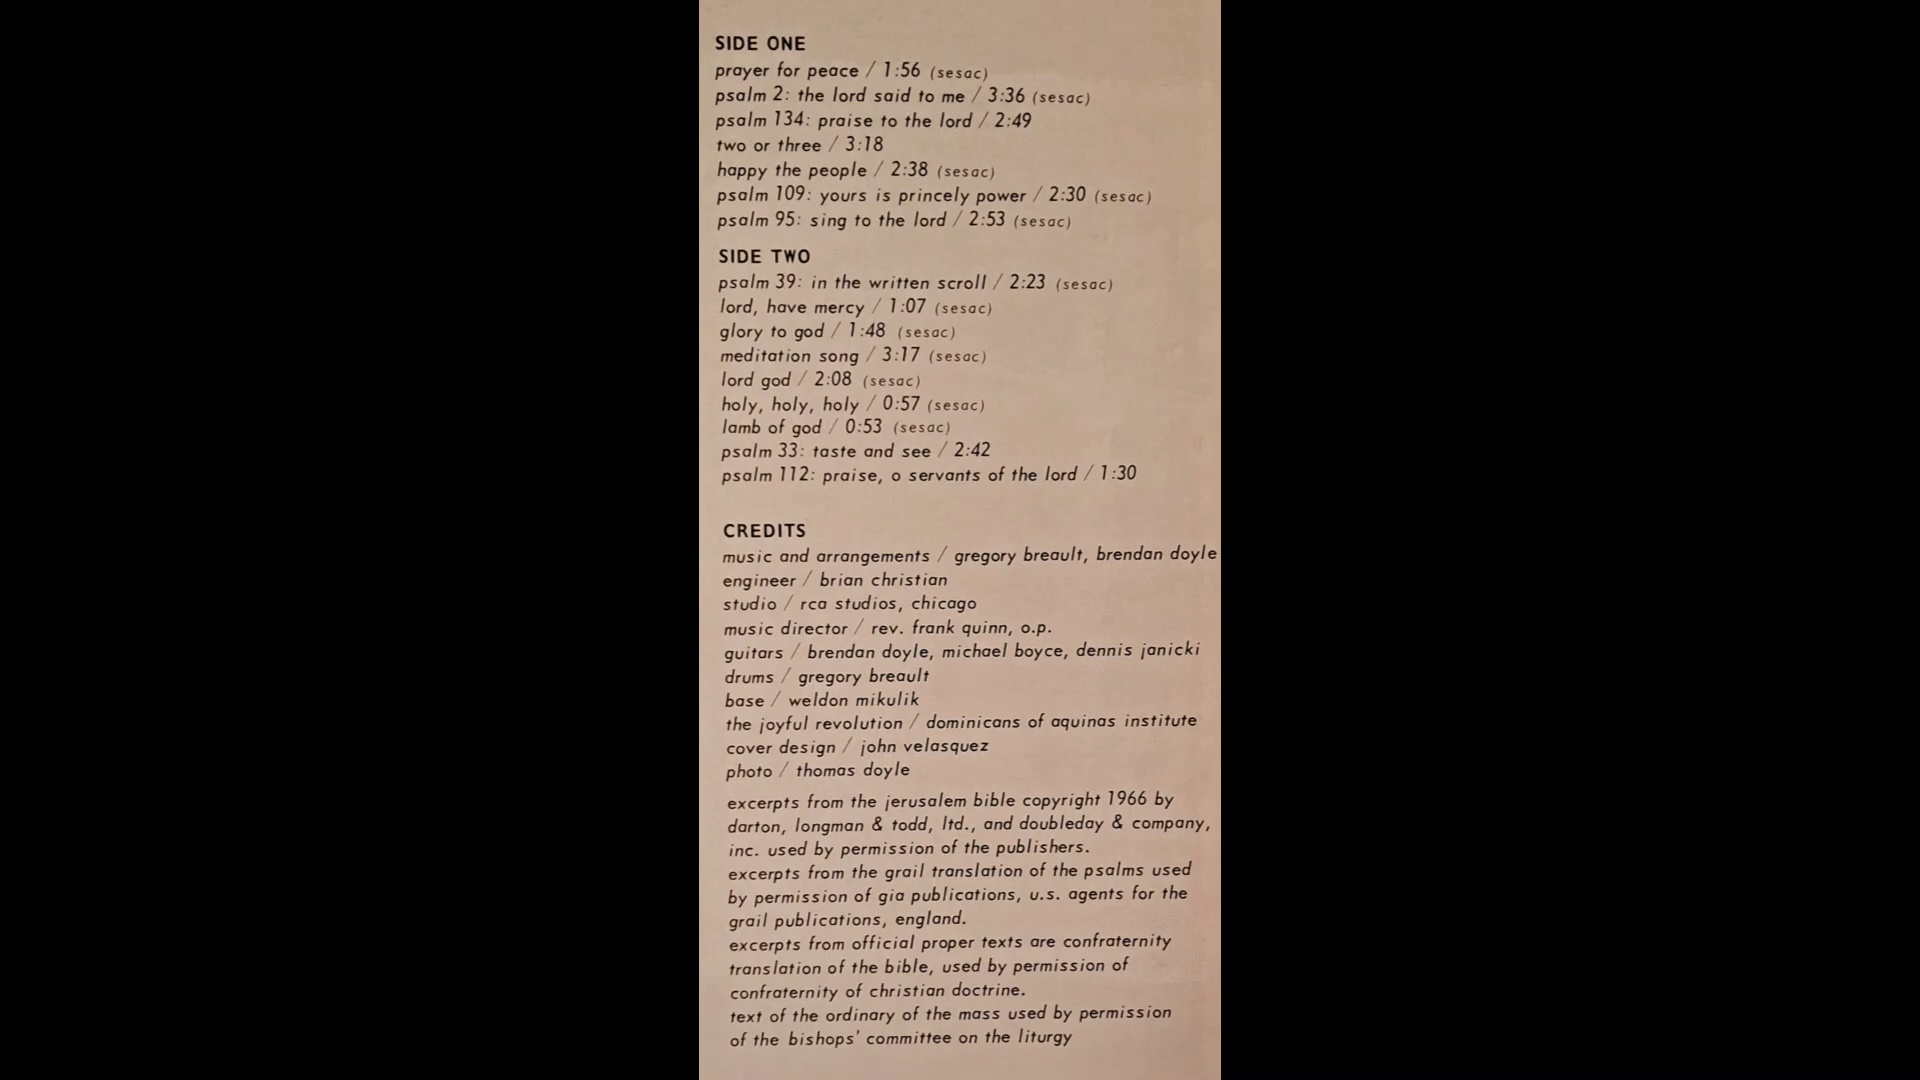 SIDE ONE
prayer for peace / 1:56 (sesac)
psalm 2: the lord said to me / 3:36 (sesac)
psalm 134: praise to the lord / 2:49
two or three / 3:18
happy the people / 2:38 (sesac)
psalm 109: yours is princely power / 2:30 (sesac)
psalm 95: sing to the lord / 2:53 (sesac)
SIDE TWO
psalm 39: in the written scroll / 2:23 (sesac)
lord, have mercy / 1:07 (sesac)
glory to god / 1:48 (sesac)
meditation song / 3:17 (sesac)
lord god / 2:08 (sesac)
holy, holy, holy / 0:57 (sesac)
lamb of god / 0:53 (sesac)
psalm 33: taste and see / 2:42
psalm 112: praise, o servants of the lord / 1:30
CREDITS
music and arrangements / gregory breault, brendan doyle
engineer / brian christian
studio / rca studios, chicago
music director / rev. frank quinn, o.p.
guitars / brendan doyle, michael boyce, dennis janicki
drums / gregory breault
base / weldon mikulik
the joyful revolution / dominicans of aquinas institute
cover design / john velasquez
photo / thomas doyle
excerpts from the jerusalem bible copyright 1966 by
darton, longman & todd, ltd., and doubleday & company,
inc. used by permission of the publishers.
excerpts from the grail translation of the psalms used
by permission of gia publications, u.s. agents for the
grail publications, england.
excerpts from official proper texts are confraternity
translation of the bible, used by permission of
confraternity of christian doctrine.
text of the ordinary of the mass used by permission
of the bishops' committee on the liturgy